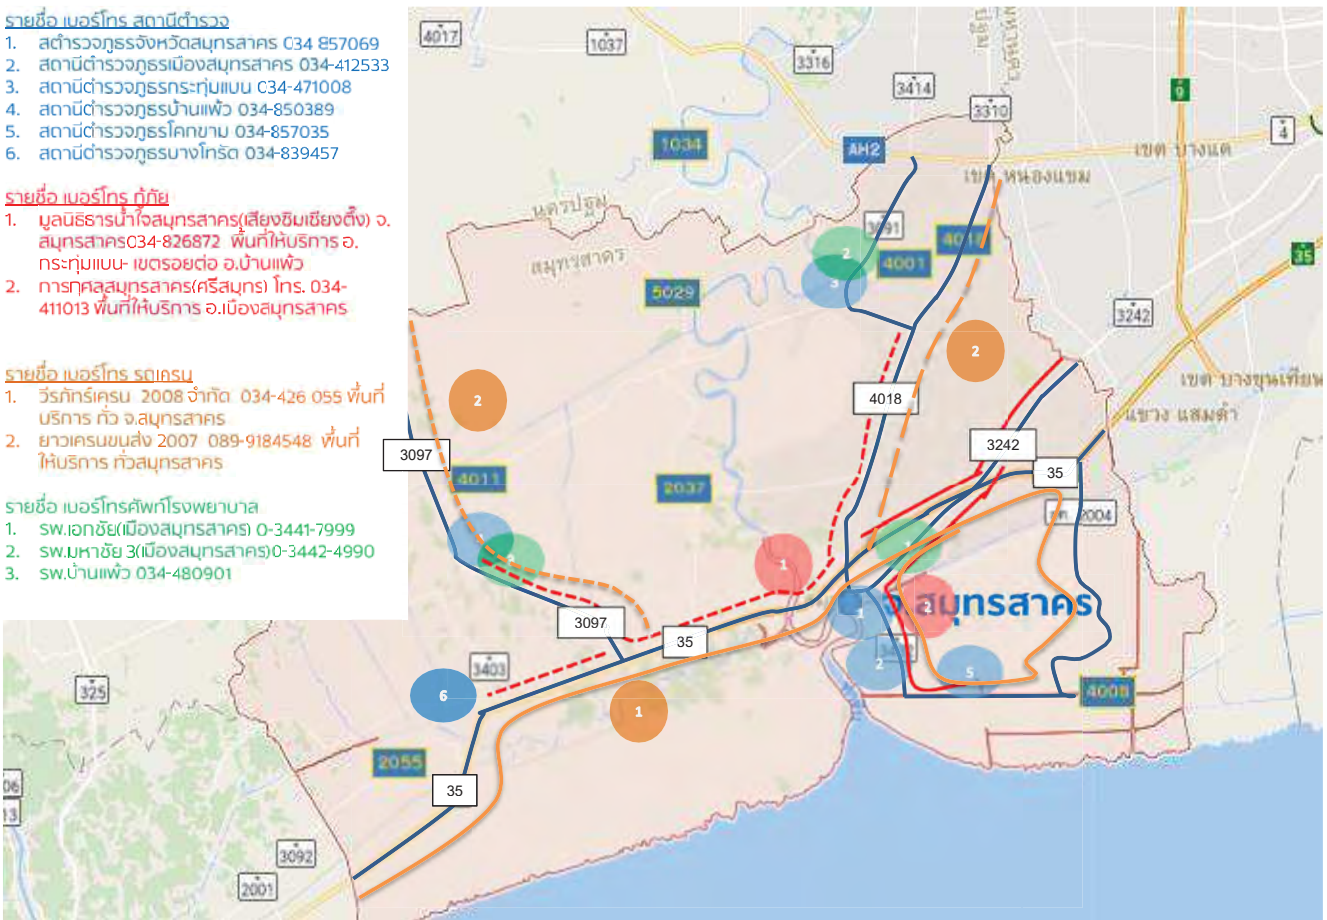 รายชื่อ เบอร์โทร สถานีตำรวจ
1. สตำรวจภูธรจังหวัดสมุทรสาคร 034 857069
2. สถานีตำรวจภูธรเมืองสมุทรสาคร 034-412533
3. สถานีตำรวจภูธรกระทุ่มแบน 034-471008
4. สถานีตำรวจภูธรบ้านแพ้ว 034-850389
5. สถานีตำรวจภูธรโคกขาม 034-857035
6. สถานีตำรวจภูธรบางโทรัด 034-839457
รายชื่อ เบอร์โทร กู้ภัย
1. มูลนิธิธารน้ำใจสมุทรสาคร(เสียงซิมเซียงตึ๊ง) จ.
สมุทรสาคร034-826872 พื้นที่ให้บริการ อ.
กระทุ่มแบน- เขตรอยต่อ อ.บ้านแพ้ว
2. การกุศลสมุทรสาคร(ศรีสมุทร) โทร. 034-
411013 พื้นที่ให้บริการ อ.เมืองสมุทรสาคร
รายชื่อ เบอร์โทร รถเครน
1. วีรภัทร์เครน 2008 จำกัด 034-426 055 พื้นที่
บริการ ทั่ว จ.สมุทรสาคร
2. ยาวเครนขนส่ง 2007 089-9184548 พื้นที่
ให้บริการ ทั่วสมุทรสาคร
รายชื่อ เบอร์โทรศัพท์โรงพยาบาล
1. รพ.เอกชัย(เมืองสมุทรสาคร) 0-3441-7999
2. รพ.มหาชัย 3(เมืองสมุทรสาคร)0-3442-4990
3. รพ.บ้านแพ้ว 034-480901
4017
1037
3316
3414
3310
9
4
1034
AH2
เขต บางแค
เขต หนองแขม
นครปฐม
สมุทรสาคร
3091
2
3
4001
35
5029
3242
2
2
4018
เขต บางขุนเทียน
แขวง แสมดำ
3097
4011
2037
3242
35
2004
1
1
1
2
จ.สมุทรสาคร
3097
35
2
5
3403
6
1
4008
325
2055
35
3092
2001